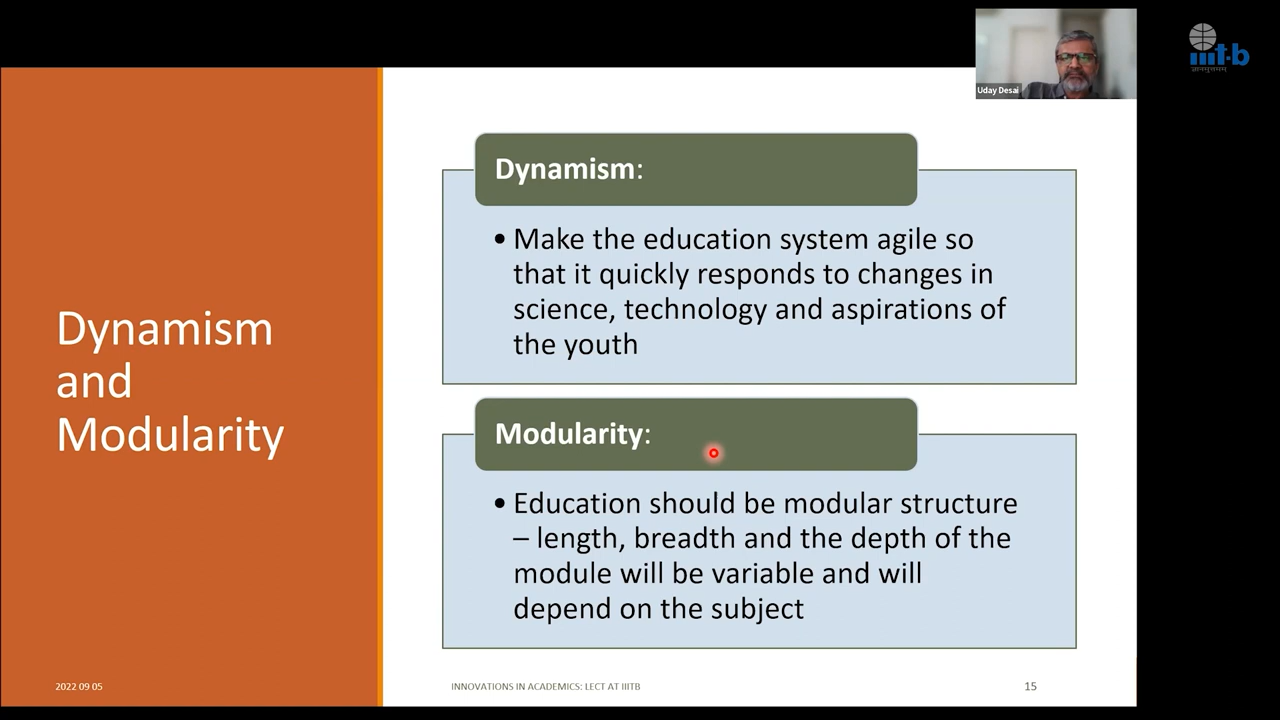 iiit-b
ज्ञानमुत्तमम्
Uday Desai
Dynamism
and
Modularity
Dynamism:
• Make the education system agile so
that it quickly responds to changes in
science, technology and aspirations of
the youth
Modularity:
• Education should be modular structure
– length, breadth and the depth of the
module will be variable and will
depend on the subject
2022 09 05
INNOVATIONS IN ACADEMICS: LECT AT IIITB
15